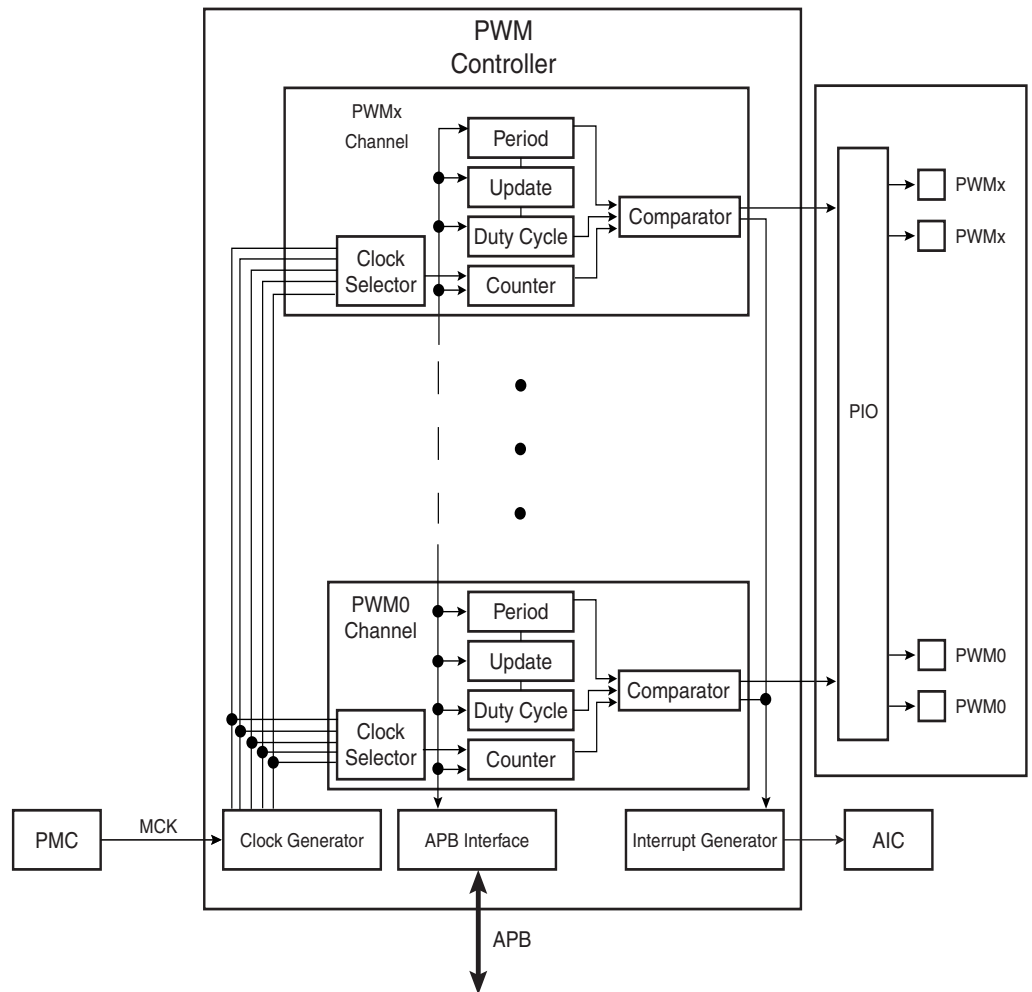 PWM
Controller
PWMx
Channel
Period
Update
Duty Cycle
Counter
Clock
Selector
Comparator
PWMx
PWMx
PIO
PWM0
Channel
Period
Update
Duty Cycle
Counter
Clock
Selector
Comparator
PWM0
PWM0
PMC
MCK
Clock Generator
APB Interface
Interrupt Generator
AIC
APB